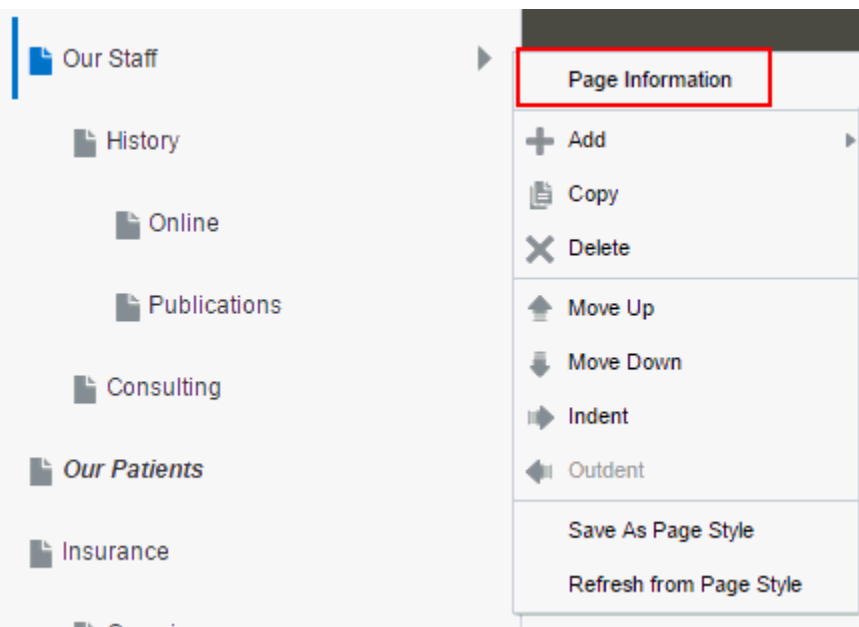 Our Staff
History
Online
Publications
Consulting
Our Patients
Insurance
Page Information
Add
Copy
Delete
Move Up
Move Down
Indent
Outdent
Save As Page Style
Refresh from Page Style